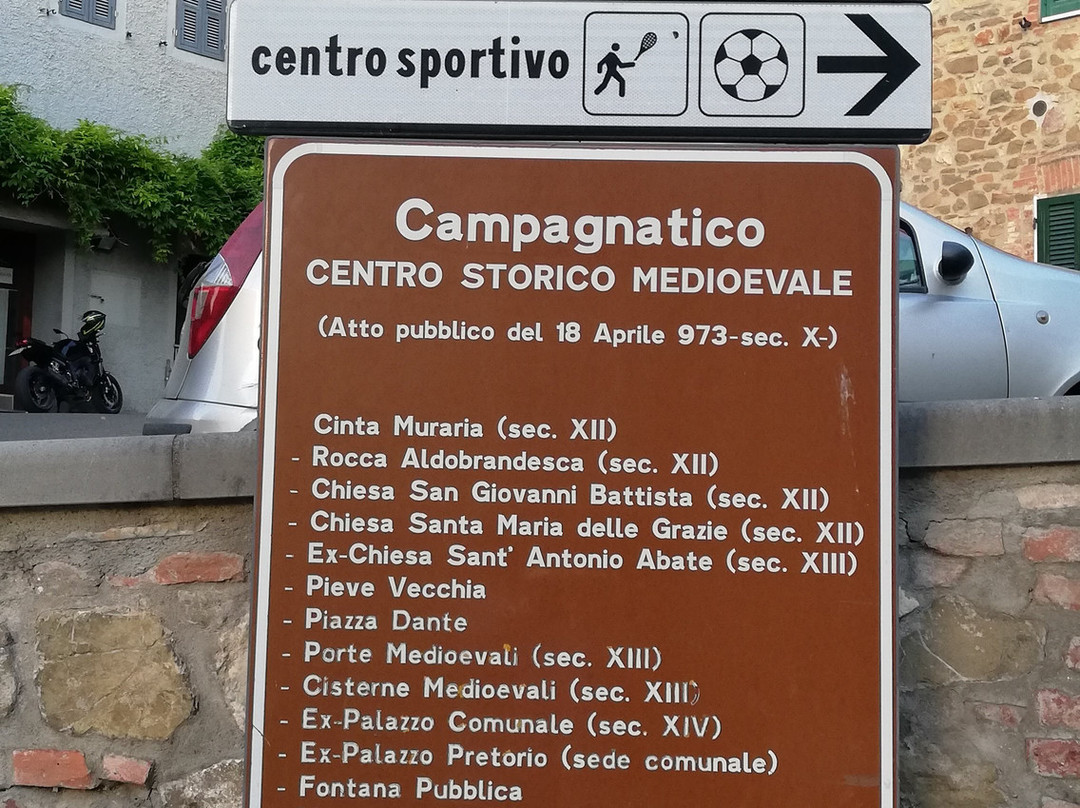 centro sportivo
Campagnatico
CENTRO STORICO MEDIOEVALE
(Atto pubblico del 18 Aprile 973-sec. X-)
Cinta Muraria (sec. XII)
- Rocca Aldobrandesca (sec. XII)
- Chiesa San Giovanni Battista (sec. XII)
- Chiesa Santa Maria delle Grazie (sec. XII)
- Ex-Chiesa Sant' Antonio Abate (sec. XIII)
- Pieve Vecchia
- Piazza Dante
- Porte Medioevali (sec. XIII)
- Cisterne Medioevali (sec. XIII)
- Ex-Palazzo Comunale (sec. XIV)
- Ex-Palazzo Pretorio (sede comunale)
- Fontana Pubblica